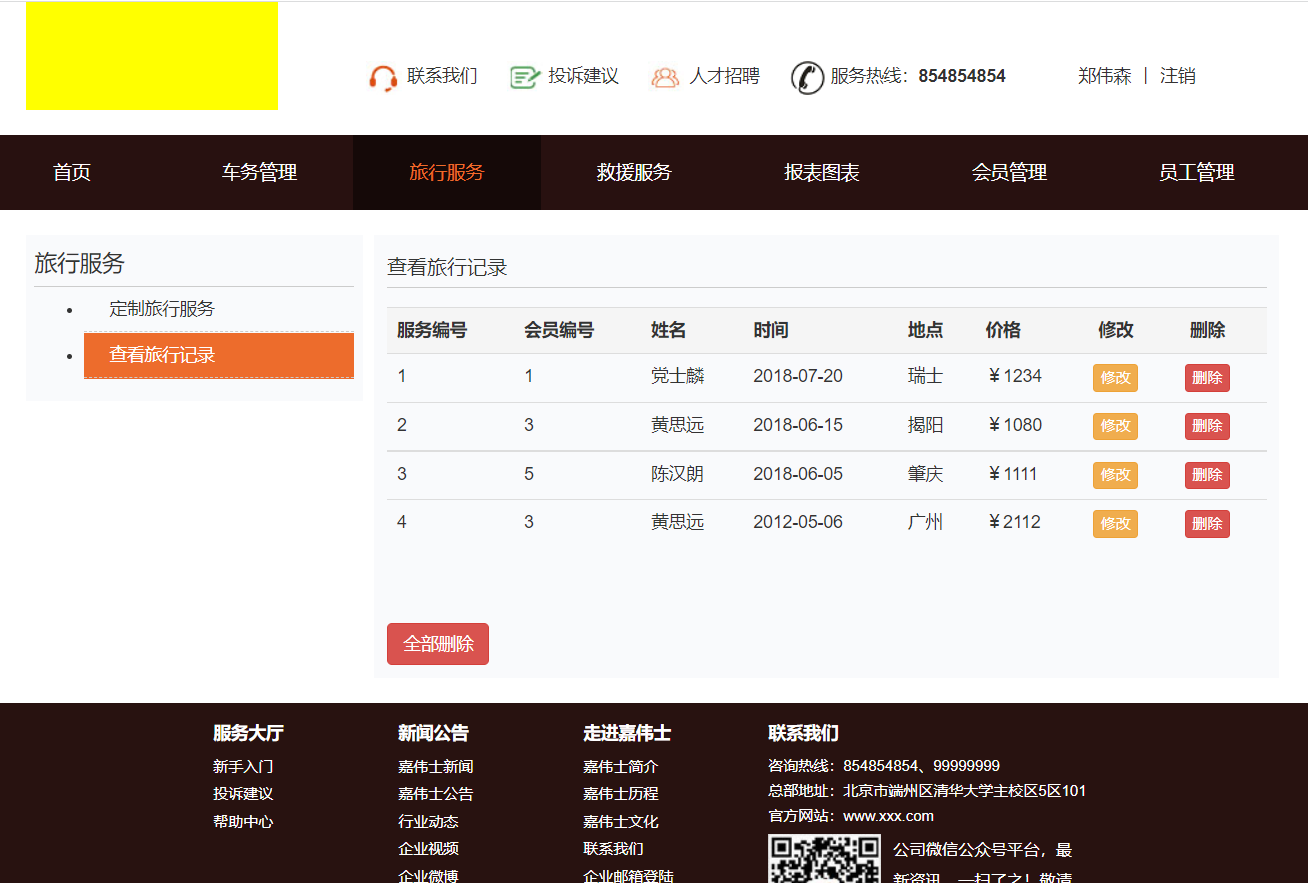 联系我们 投诉建议 人才招聘 服务热线：854854854 郑伟森 | 注销
首页 车务管理 旅行服务 救援服务 报表图表 会员管理 员工管理
旅行服务
定制旅行服务
查看旅行记录
查看旅行记录
服务编号 会员编号 姓名 时间 地点 价格 修改 删除
1 1 党士麟 2018-07-20 瑞士 ￥1234 修改 删除
2 3 黄思远 2018-06-15 揭阳 ￥1080 修改 删除
3 5 陈汉朗 2018-06-05 肇庆 ￥1111 修改 删除
4 3 黄思远 2012-05-06 广州 ￥2112 修改 删除
全部删除
服务大厅
新手入门
投诉建议
帮助中心
新闻公告
嘉伟士新闻
嘉伟士公告
行业动态
企业视频
企业微博
走进嘉伟士
嘉伟士简介
嘉伟士历程
嘉伟士文化
联系我们
企业邮箱登陆
联系我们
咨询热线：854854854、99999999
总部地址：北京市端州区清华大学主校区5区101
官方网站：www.xxx.com
公司微信公众号平台，最
新资讯，一扫了之！敬请